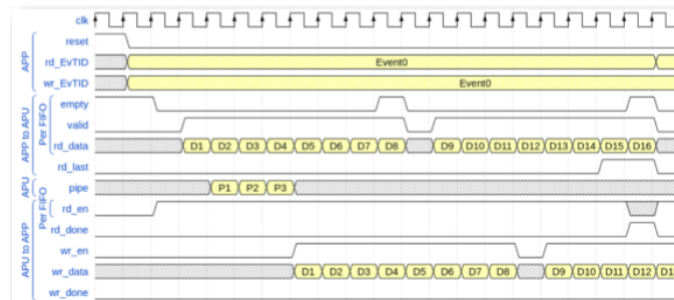 clk
reset
APP
rd_EvTID Event0
wr_EvTID Event0
APP to APU
Per FIFO
empty
valid
rd_data D1 D2 D3 D4 D5 D6 D7 D8 D9 D10 D11 D12 D13 D14 D15 D16
rd_last
APU
pipe P1 P2 P3
APU to APP
Per FIFO
rd_en
rd_done
wr_en
wr_data D1 D2 D3 D4 D5 D6 D7 D8 D9 D10 D11 D12 D1
wr_done